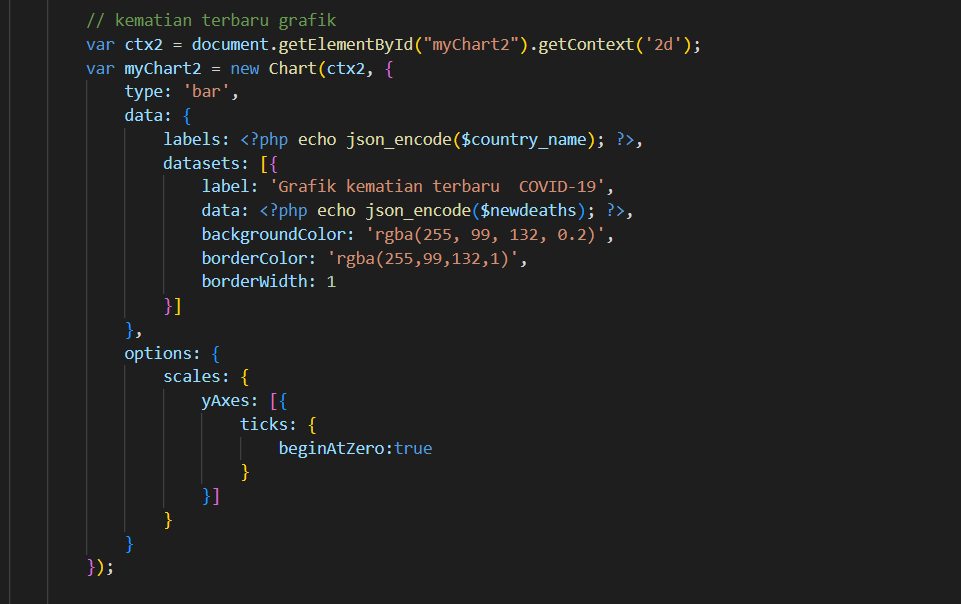 // kematian terbaru grafik
var ctx2 = document.getElementById("myChart2").getContext('2d');
var myChart2 = new Chart(ctx2, {
    type: 'bar',
    data: {
        labels: <?php echo json_encode($country_name); ?>,
        datasets: [{
            label: 'Grafik kematian terbaru  COVID-19',
            data: <?php echo json_encode($newdeaths); ?>,
            backgroundColor: 'rgba(255, 99, 132, 0.2)',
            borderColor: 'rgba(255,99,132,1)',
            borderWidth: 1
        }]
    },
    options: {
        scales: {
            yAxes: [{
                ticks: {
                    beginAtZero:true
                }
            }]
        }
    }
});